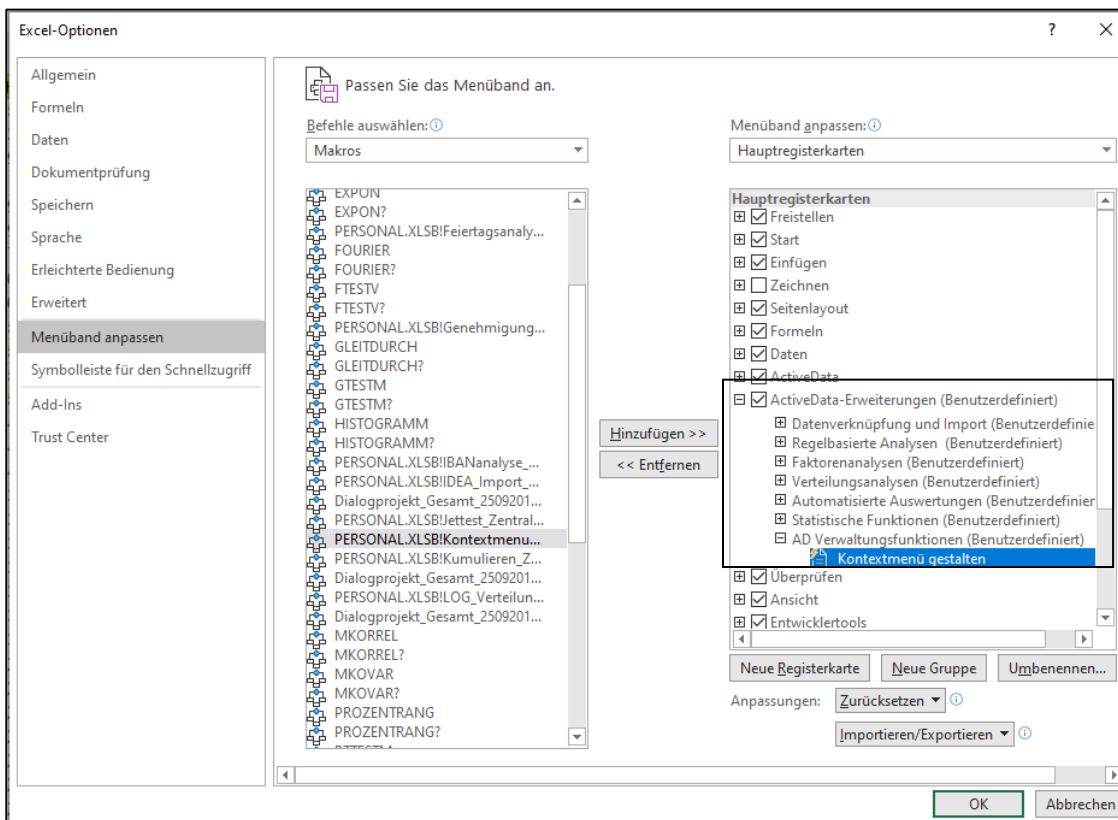 Excel-Optionen
?
Allgemein
Formeln
Daten
Dokumentprüfung
Speichern
Sprache
Erleichterte Bedienung
Erweitert
Menüband anpassen
Symbolleiste für den Schnellzugriff
Add-Ins
Trust Center
Passen Sie das Menüband an.
Befehle auswählen:
Makros
EXPON
EXPON?
PERSONAL.XLSB!Feiertagsanaly...
FOURIER
FOURIER?
FTESTV
FTESTV?
PERSONAL.XLSB!Genehmigung...
GLEITDURCH
GLEITDURCH?
GTESTM
GTESTM?
HISTOGRAMM
HISTOGRAMM?
PERSONAL.XLSB!IBANanalyse_...
PERSONAL.XLSB!IDEA_Import_...
Dialogprojekt_Gesamt_2509201...
PERSONAL.XLSB!Jettest_Zentral...
PERSONAL.XLSB!Kontextmenu...
PERSONAL.XLSB!Kumulieren_Z...
Dialogprojekt_Gesamt_2509201...
PERSONAL.XLSB!LOG_Verteilun...
Dialogprojekt_Gesamt_2509201...
MKORREL
MKORREL?
MKOVAR
MKOVAR?
PROZENTRANG
PROZENTRANG?
Hinzufügen >>
<< Entfernen
Menüband anpassen:
Hauptregisterkarten
Hauptregisterkarten
Freistellen
Start
Einfügen
Zeichnen
Seitenlayout
Formeln
Daten
ActiveData
ActiveData-Erweiterungen (Benutzerdefiniert)
Datenverknüpfung und Import (Benutzerdefinie
Regelbasierte Analysen (Benutzerdefiniert)
Faktorenanalysen (Benutzerdefiniert)
Verteilungsanalysen (Benutzerdefiniert)
Automatisierte Auswertungen (Benutzerdefinier
Statistische Funktionen (Benutzerdefiniert)
AD Verwaltungsfunktionen (Benutzerdefiniert)
Kontextmenü gestalten
Überprüfen
Ansicht
Entwicklertools
Neue Registerkarte
Neue Gruppe
Umbenennen...
Anpassungen:
Zurücksetzen
Importieren/Exportieren
OK
Abbrechen